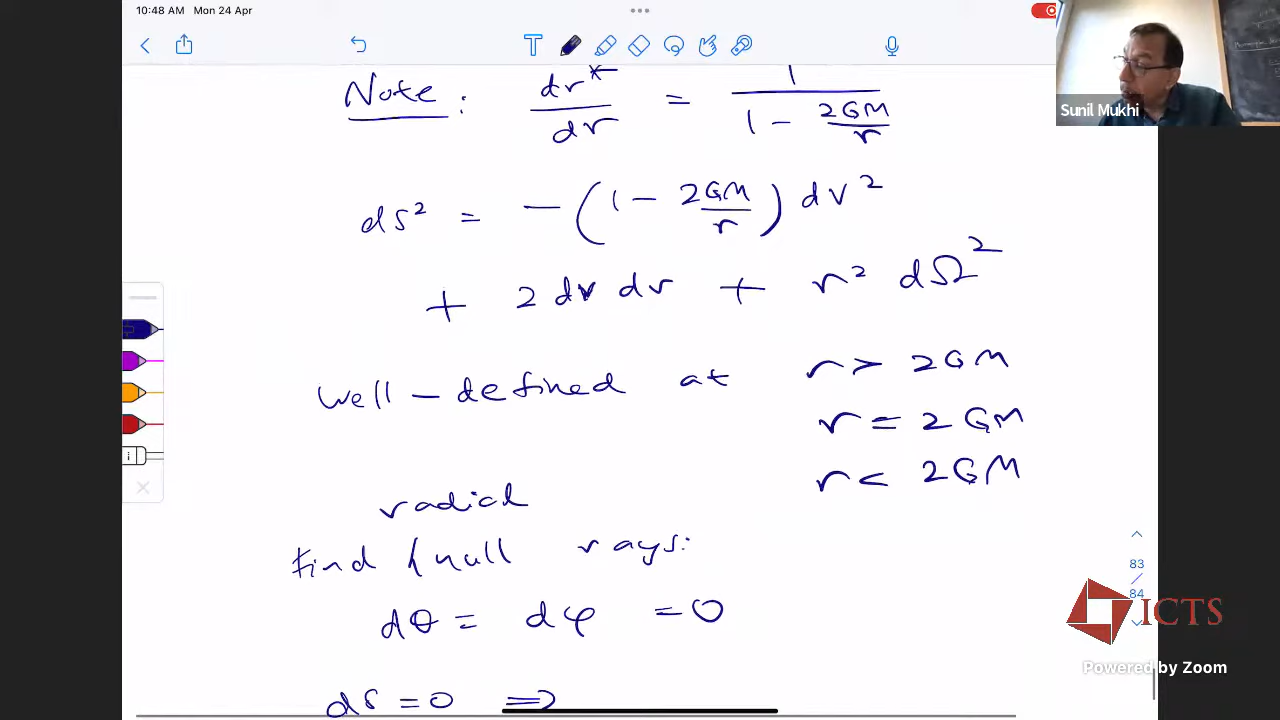 10:48 AM Mon 24 Apr
Sunil Mukhi
Note : dr*/dr = 1/(1 - 2GM/r)
ds² = - (1 - 2GM/r) dv²
+ 2 dv dr + r² dΩ²
well-defined at r > 2GM
r = 2GM
r < 2GM
radial
Find null rays:
dθ = dφ = 0
ds = 0 ⇒
83
/
84
ICTS
Powered by Zoom